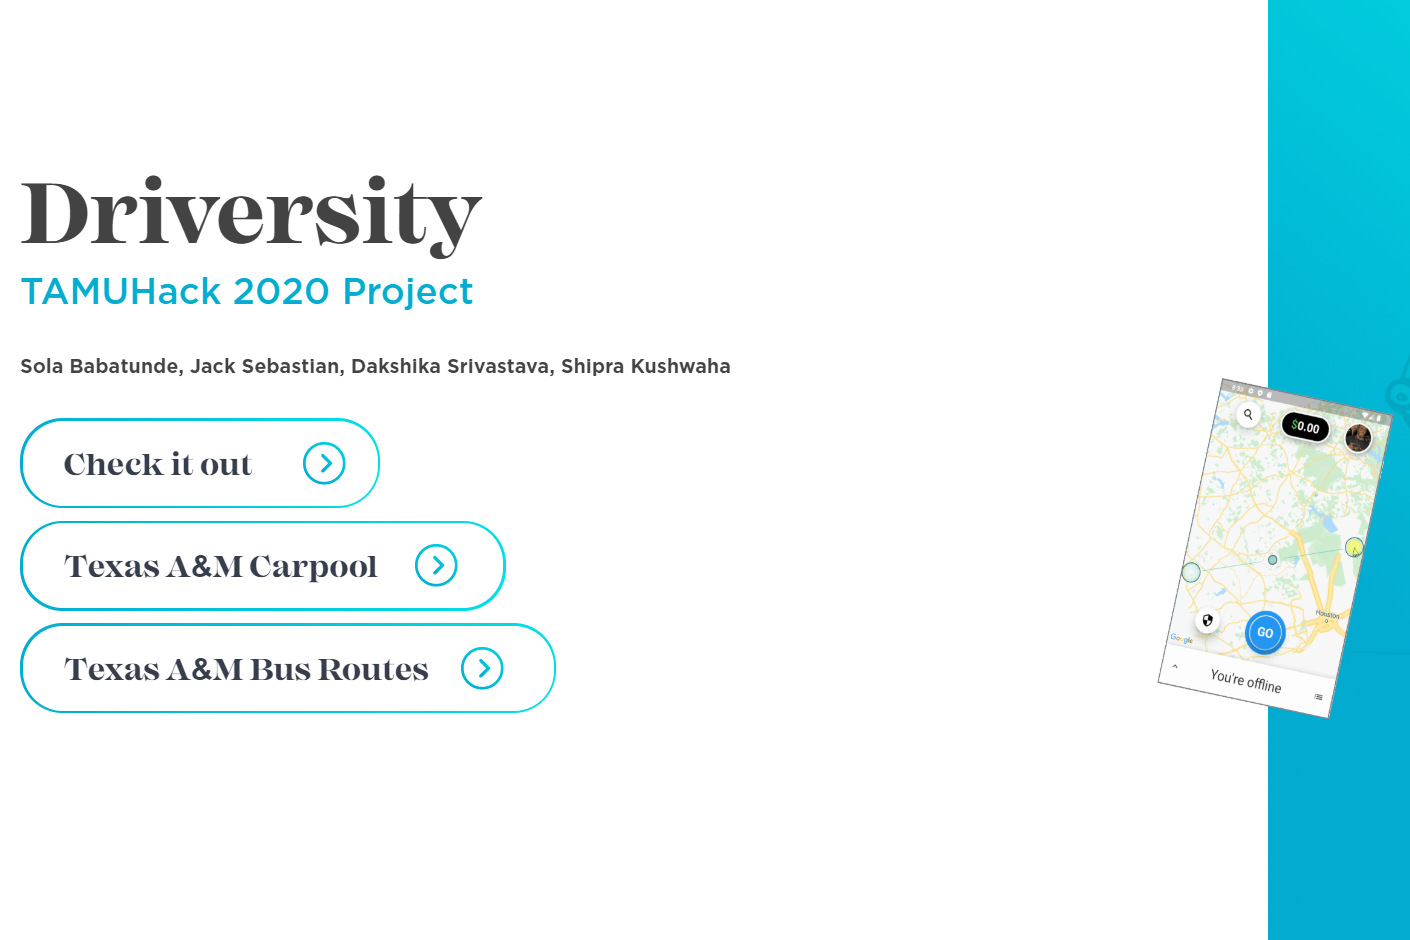 Driversity
TAMUHack 2020 Project
Sola Babatunde, Jack Sebastian, Dakshika Srivastava, Shipra Kushwaha
Check it out
Texas A&M Carpool
Texas A&M Bus Routes
$0.00
Houston
GO
Google
You're offline